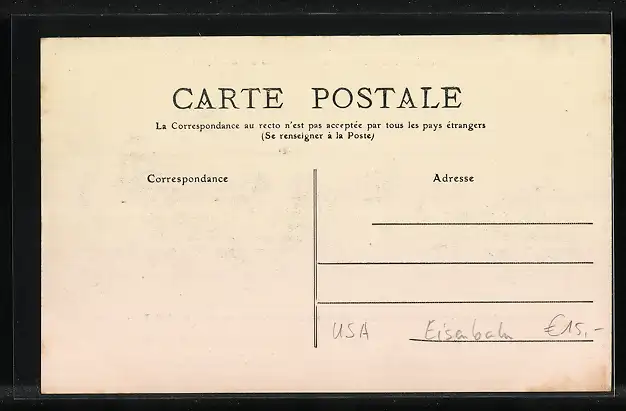 CARTE POSTALE
La Correspondance au recto n'est pas acceptée par tous les pays étrangers
(Se renseigner à la Poste)
Correspondance
Adresse
USA Eisenbahn €15,-